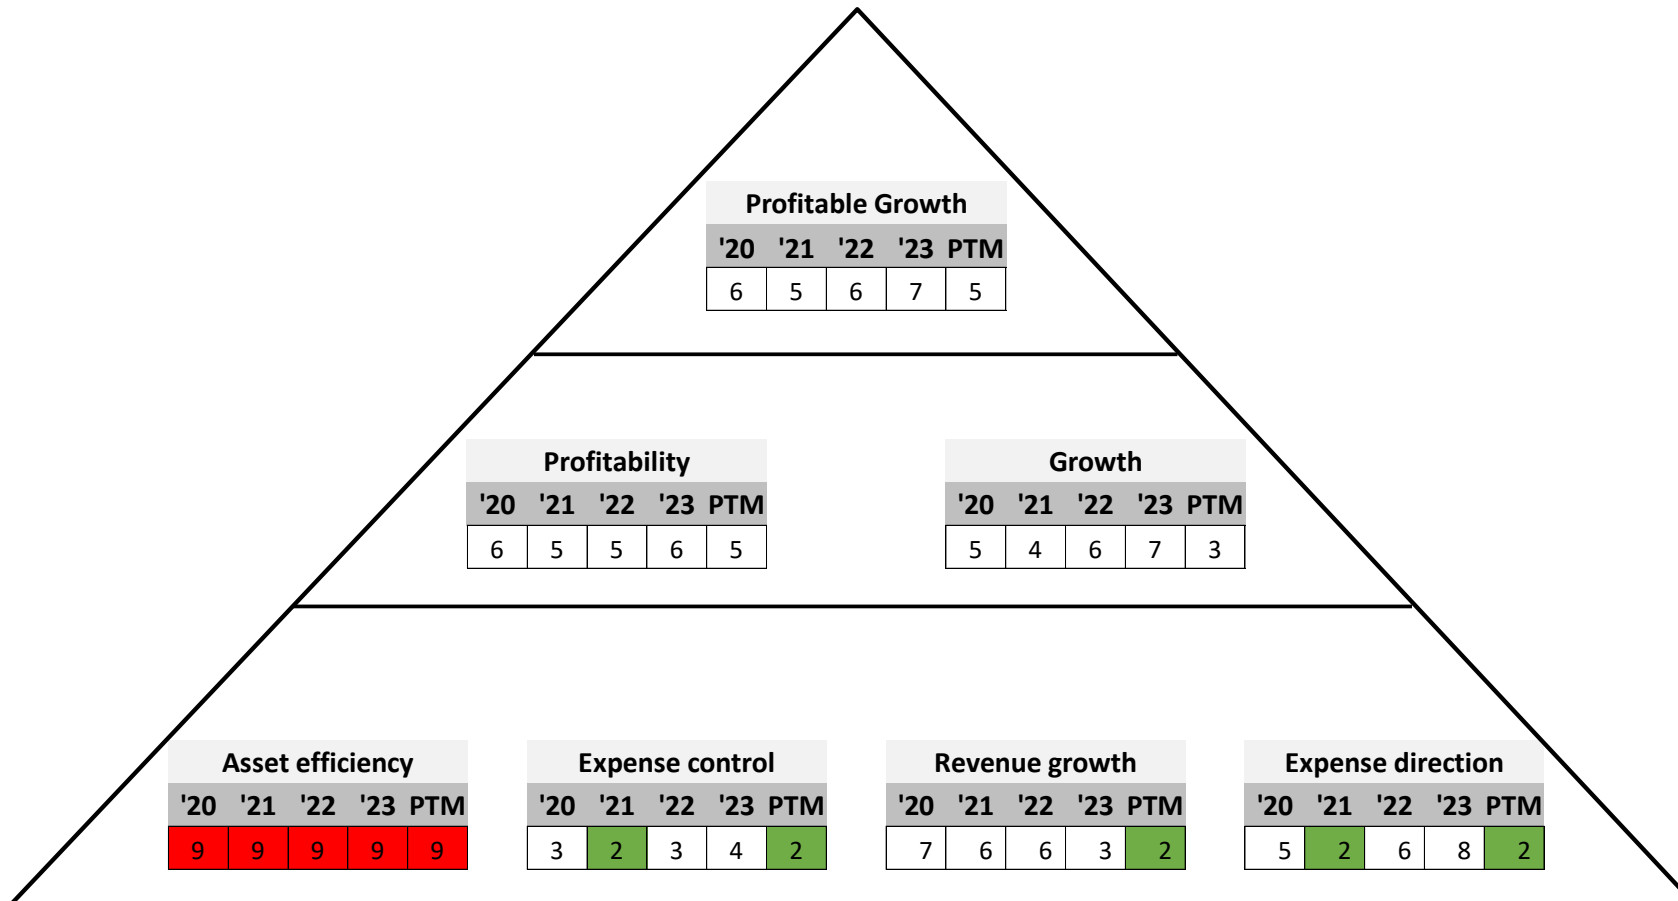 Profitable Growth
'20 '21 '22 '23 PTM
6 5 6 7 5
Profitability
'20 '21 '22 '23 PTM
6 5 5 6 5
Growth
'20 '21 '22 '23 PTM
5 4 6 7 3
Asset efficiency
'20 '21 '22 '23 PTM
9 9 9 9 9
Expense control
'20 '21 '22 '23 PTM
3 2 3 4 2
Revenue growth
'20 '21 '22 '23 PTM
7 6 6 3 2
Expense direction
'20 '21 '22 '23 PTM
5 2 6 8 2